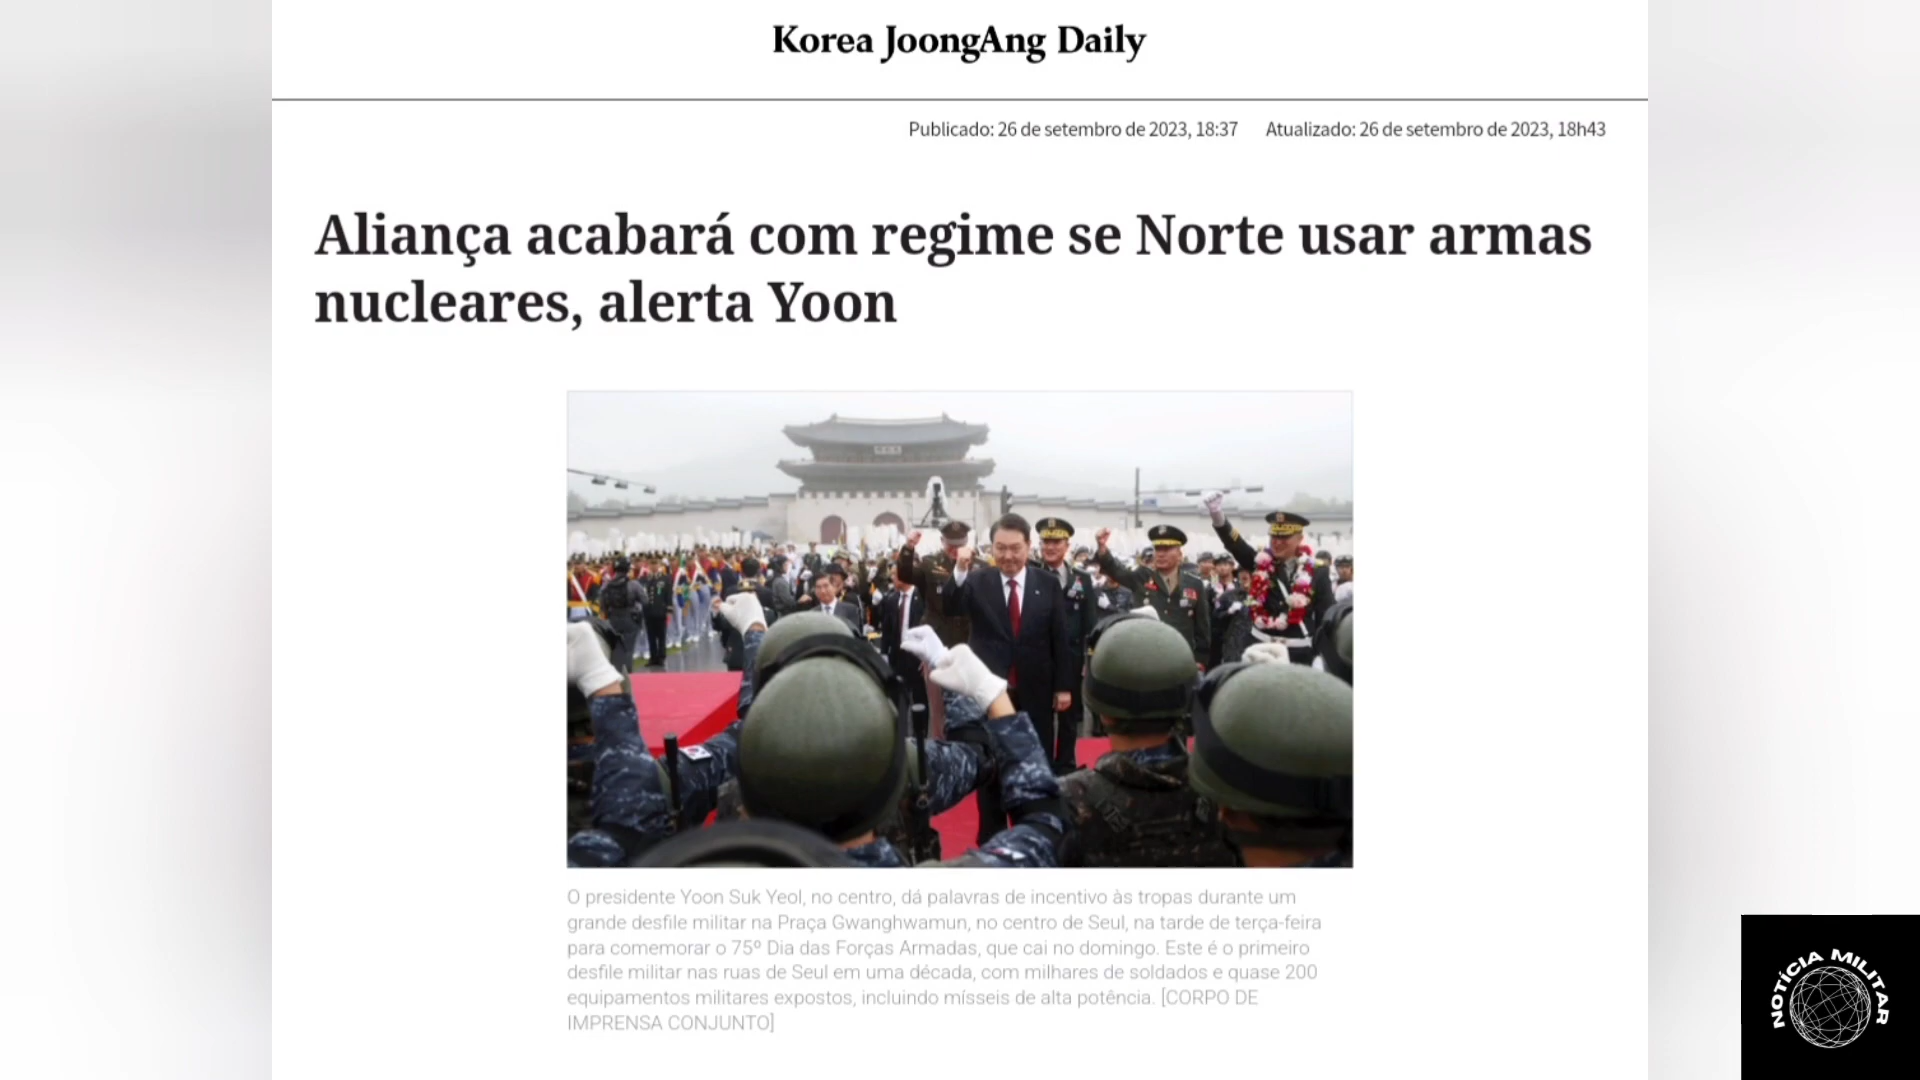 Korea JoongAng Daily
Publicado: 26 de setembro de 2023, 18:37 Atualizado: 26 de setembro de 2023, 18h43
Aliança acabará com regime se Norte usar armas
nucleares, alerta Yoon
O presidente Yoon Suk Yeol, no centro, dá palavras de incentivo às tropas durante um
grande desfile militar na Praça Gwanghwamun, no centro de Seul, na tarde de terça-feira
para comemorar o 75º Dia das Forças Armadas, que cai no domingo. Este é o primeiro
desfile militar nas ruas de Seul em uma década, com milhares de soldados e quase 200
equipamentos militares expostos, incluindo mísseis de alta potência. [CORPO DE
IMPRENSA CONJUNTO]
NOTÍCIA MILITAR